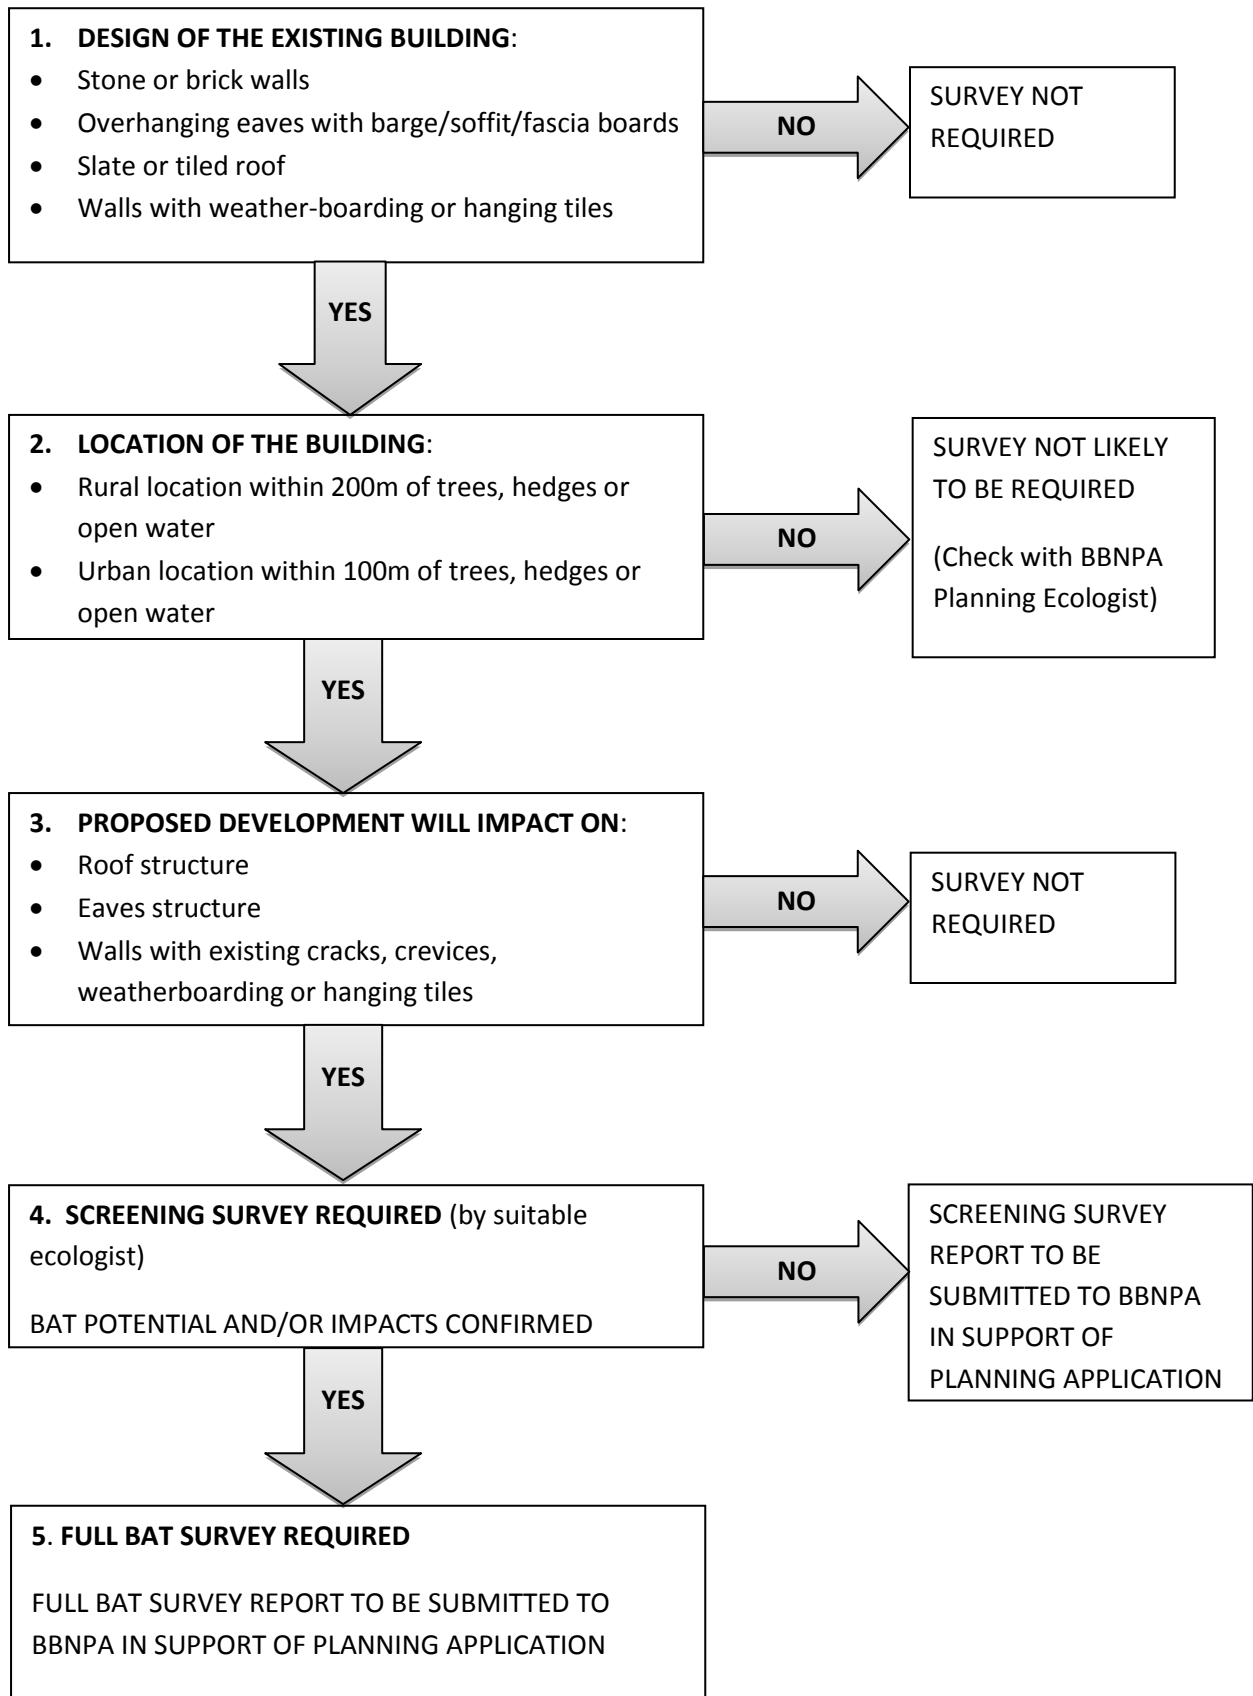 1. DESIGN OF THE EXISTING BUILDING:
• Stone or brick walls
• Overhanging eaves with barge/soffit/fascia boards
• Slate or tiled roof
• Walls with weather-boarding or hanging tiles
NO
SURVEY NOT
REQUIRED
YES
2. LOCATION OF THE BUILDING:
• Rural location within 200m of trees, hedges or
open water
• Urban location within 100m of trees, hedges or
open water
NO
SURVEY NOT LIKELY
TO BE REQUIRED
(Check with BBNPA
Planning Ecologist)
YES
3. PROPOSED DEVELOPMENT WILL IMPACT ON:
• Roof structure
• Eaves structure
• Walls with existing cracks, crevices,
weatherboarding or hanging tiles
NO
SURVEY NOT
REQUIRED
YES
4. SCREENING SURVEY REQUIRED (by suitable
ecologist)
BAT POTENTIAL AND/OR IMPACTS CONFIRMED
NO
SCREENING SURVEY
REPORT TO BE
SUBMITTED TO BBNPA
IN SUPPORT OF
PLANNING APPLICATION
YES
5. FULL BAT SURVEY REQUIRED
FULL BAT SURVEY REPORT TO BE SUBMITTED TO
BBNPA IN SUPPORT OF PLANNING APPLICATION